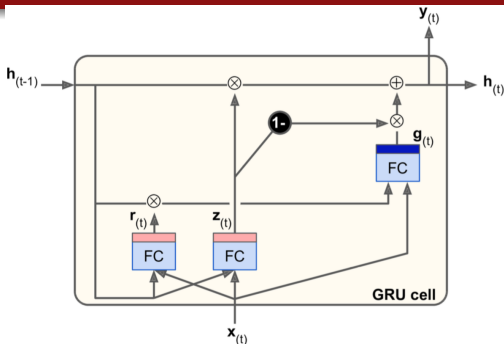 y(t)
h(t-1)
h(t)
1-
g(t)
FC
r(t)
z(t)
FC
FC
GRU cell
x(t)